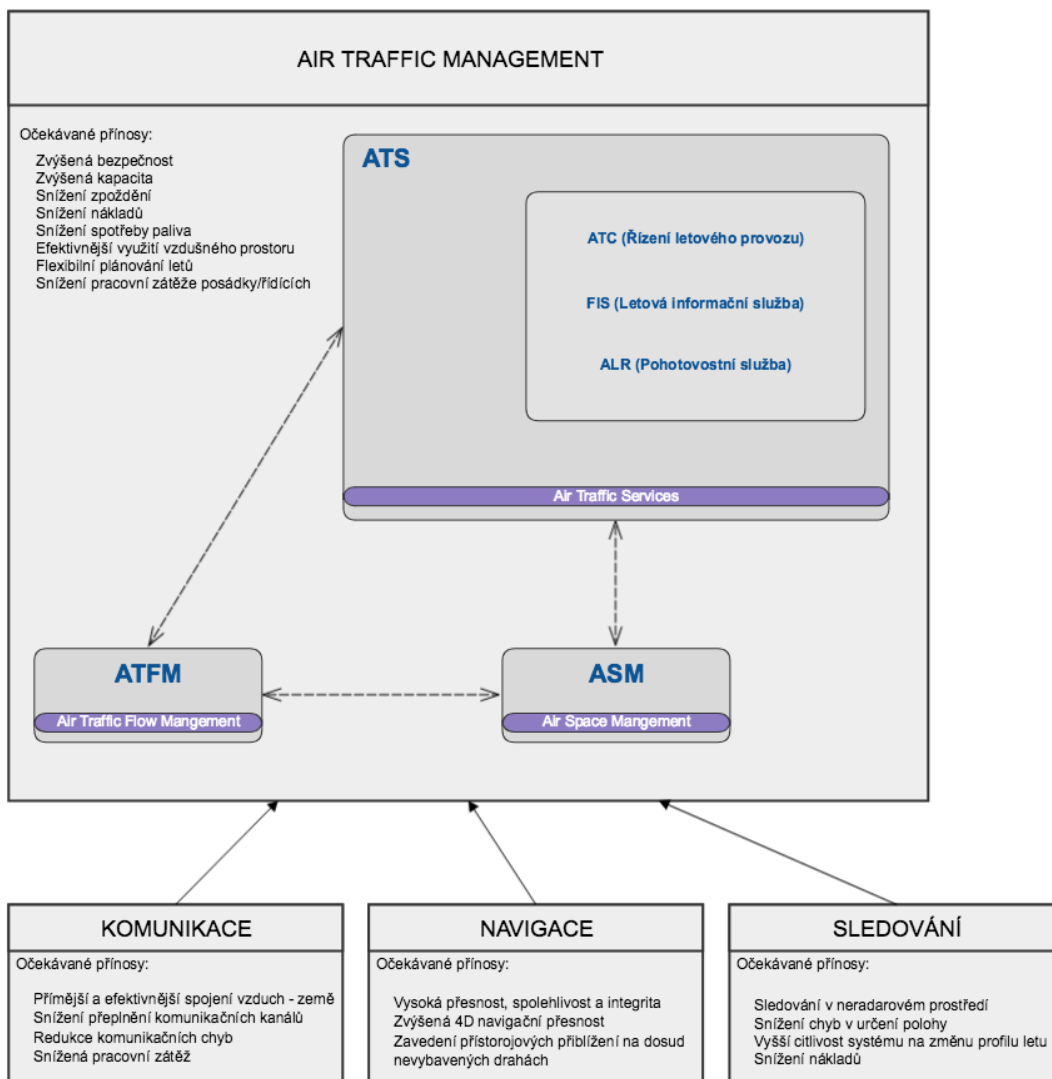 AIR TRAFFIC MANAGEMENT
Očekávané přínosy:
Zvýšená bezpečnost
Zvýšená kapacita
Snížení zpoždění
Snížení nákladů
Snížení spotřeby paliva
Efektivnější využití vzdušného prostoru
Flexibilní plánování letů
Snížení pracovní zátěže posádky/řídících
ATS
ATC (Řízení letového provozu)
FIS (Letová informační služba)
ALR (Pohotovostní služba)
Air Traffic Services
ATFM
Air Traffic Flow Mangement
ASM
Air Space Mangement
KOMUNIKACE
Očekávané přínosy:
Přímější a efektivnější spojení vzduch - země
Snížení přeplnění komunikačních kanálů
Redukce komunikačních chyb
Snížená pracovní zátěž
NAVIGACE
Očekávané přínosy:
Vysoká přesnost, spolehlivost a integrita
Zvýšená 4D navigační přesnost
Zavedení přístorojových přiblížení na dosud
nevybavených drahách
SLEDOVÁNÍ
Očekávané přínosy:
Sledování v neradarovém prostředí
Snížení chyb v určení polohy
Vyšší citlivost systému na změnu profilu letu
Snížení nákladů